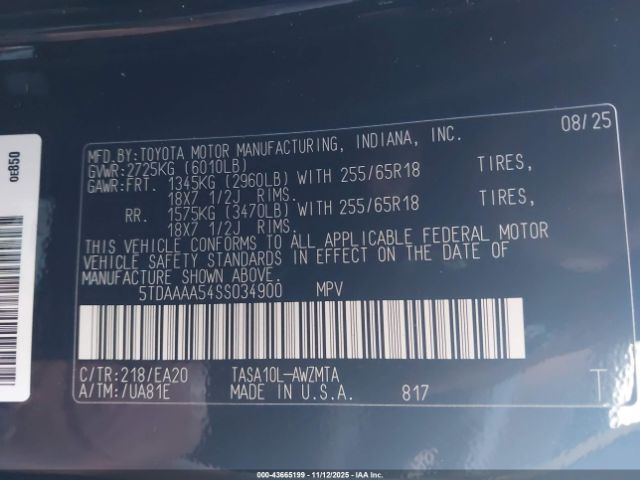 0E850
MFD.BY:TOYOTA MOTOR MANUFACTURING, INDIANA, INC. 08/25
GVWR:2725KG (6010LB)
GAWR:FRT. 1345KG (2960LB) WITH 255/65R18 TIRES,
18X7 1/2J RIMS.
RR. 1575KG (3470LB) WITH 255/65R18 TIRES,
18X7 1/2J RIMS.
THIS VEHICLE CONFORMS TO ALL APPLICABLE FEDERAL MOTOR
VEHICLE SAFETY STANDARDS IN EFFECT ON THE DATE OF
MANUFACTURE SHOWN ABOVE.
5TDAAAA54SS034900 MPV
C/TR:218/EA20 TASA10L-AWZMTA
A/TM:/UA81E MADE IN U.S.A. 817 T
000-43665199 - 11/12/2025 - IAA Inc.